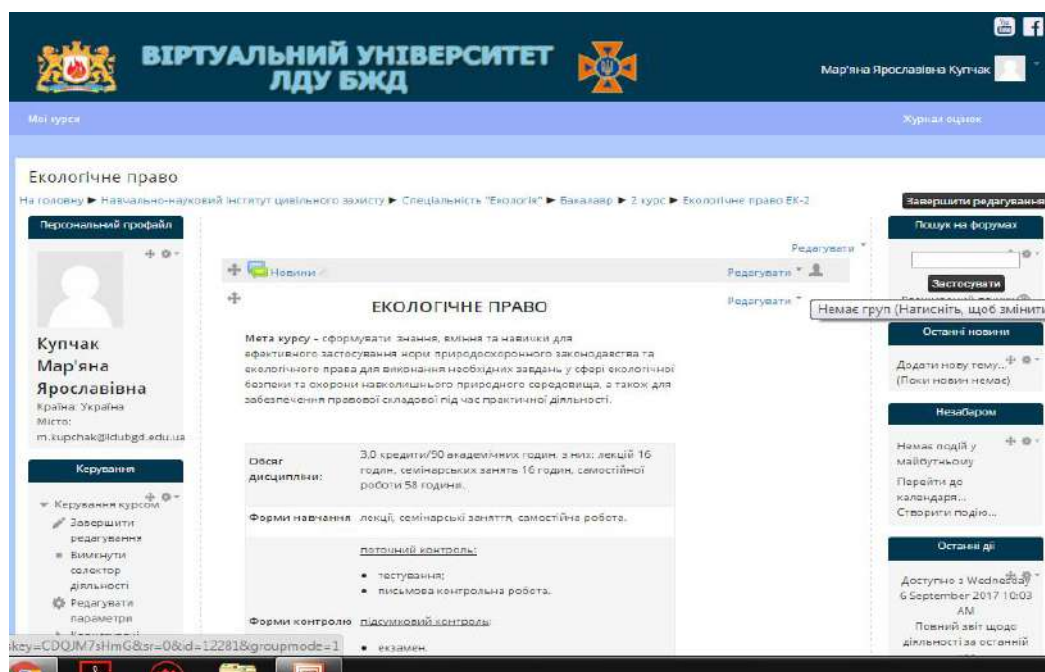 ВІРТУАЛЬНИЙ УНІВЕРСИТЕТ
ЛДУ БЖД
You
Tube
f
Мар'яна Ярославівна Купчак
Мої курси
Журнал оцінок
Екологічне право
На головну ► Навчально-науковий інститут цивільного захисту ► Спеціальність "Екологія" ► Бакалавр ► 2 курс ► Екологічне право ЕК-2
Завершити редагування
Персональний профайл
Купчак
Мар'яна
Ярославівна
Країна: Україна
Місто:
m.kupchak@ldubgd.edu.ua
Керування
Керування курсом
Завершити
редагування
Вимкнути
селектор
діяльності
Редагувати
параметри
Редагувати
Новини
Редагувати
ЕКОЛОГІЧНЕ ПРАВО
Редагувати
Мета курсу – сформувати знання, вміння та навички для
ефективного застосування норм природоохоронного законодавства та
екологічного права для виконання необхідних завдань у сфері екологічної
безпеки та охорони навколишнього природного середовища, а також для
забезпечення правової складової під час практичної діяльності.
Обсяг
дисципліни:
3,0 кредити/90 академічних годин, з них: лекцій 16
годин, семінарських занять 16 годин, самостійної
роботи 58 години.
Форми навчання
лекції, семінарські заняття, самостійна робота.
поточний контроль:
• тестування;
• письмова контрольна робота.
Форми контролю
підсумковий контроль:
• екзамен.
Пошук на форумах
Застосувати
Немає груп (Натисніть, щоб змінити
Останні новини
Додати нову тему...
(Поки новин немає)
Незабаром
Немає подій у
майбутньому
Перейти до
календаря...
Створити подію...
Останні дії
Доступно з Wednesday
6 September 2017 10:03
AM
Повний звіт щодо
діяльності за останній
skey=CDQJM7sHmG&sr=0&id=12281&groupmode=1